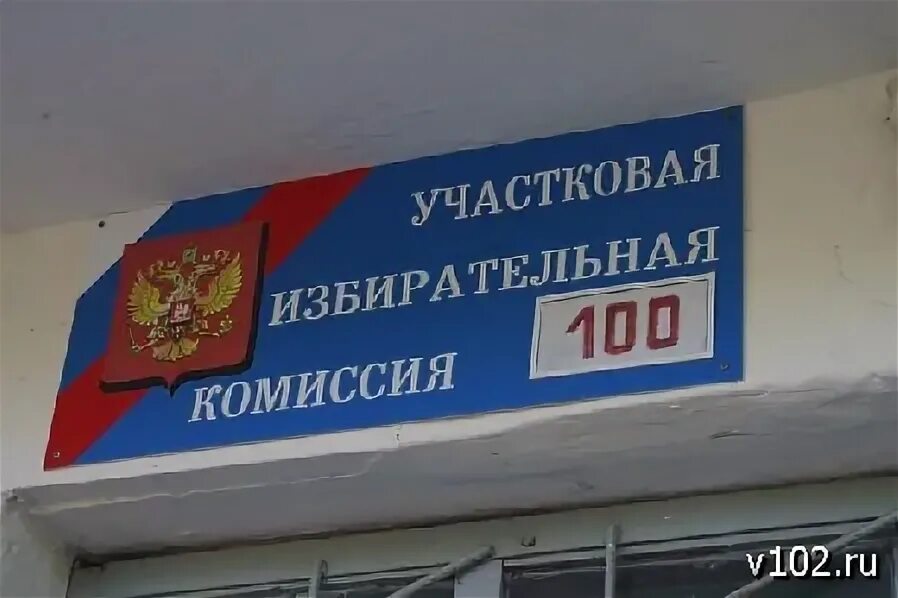 УЧАСТКОВАЯ
ИЗБИРАТЕЛЬНАЯ
КОМИССИЯ
100
v102.ru